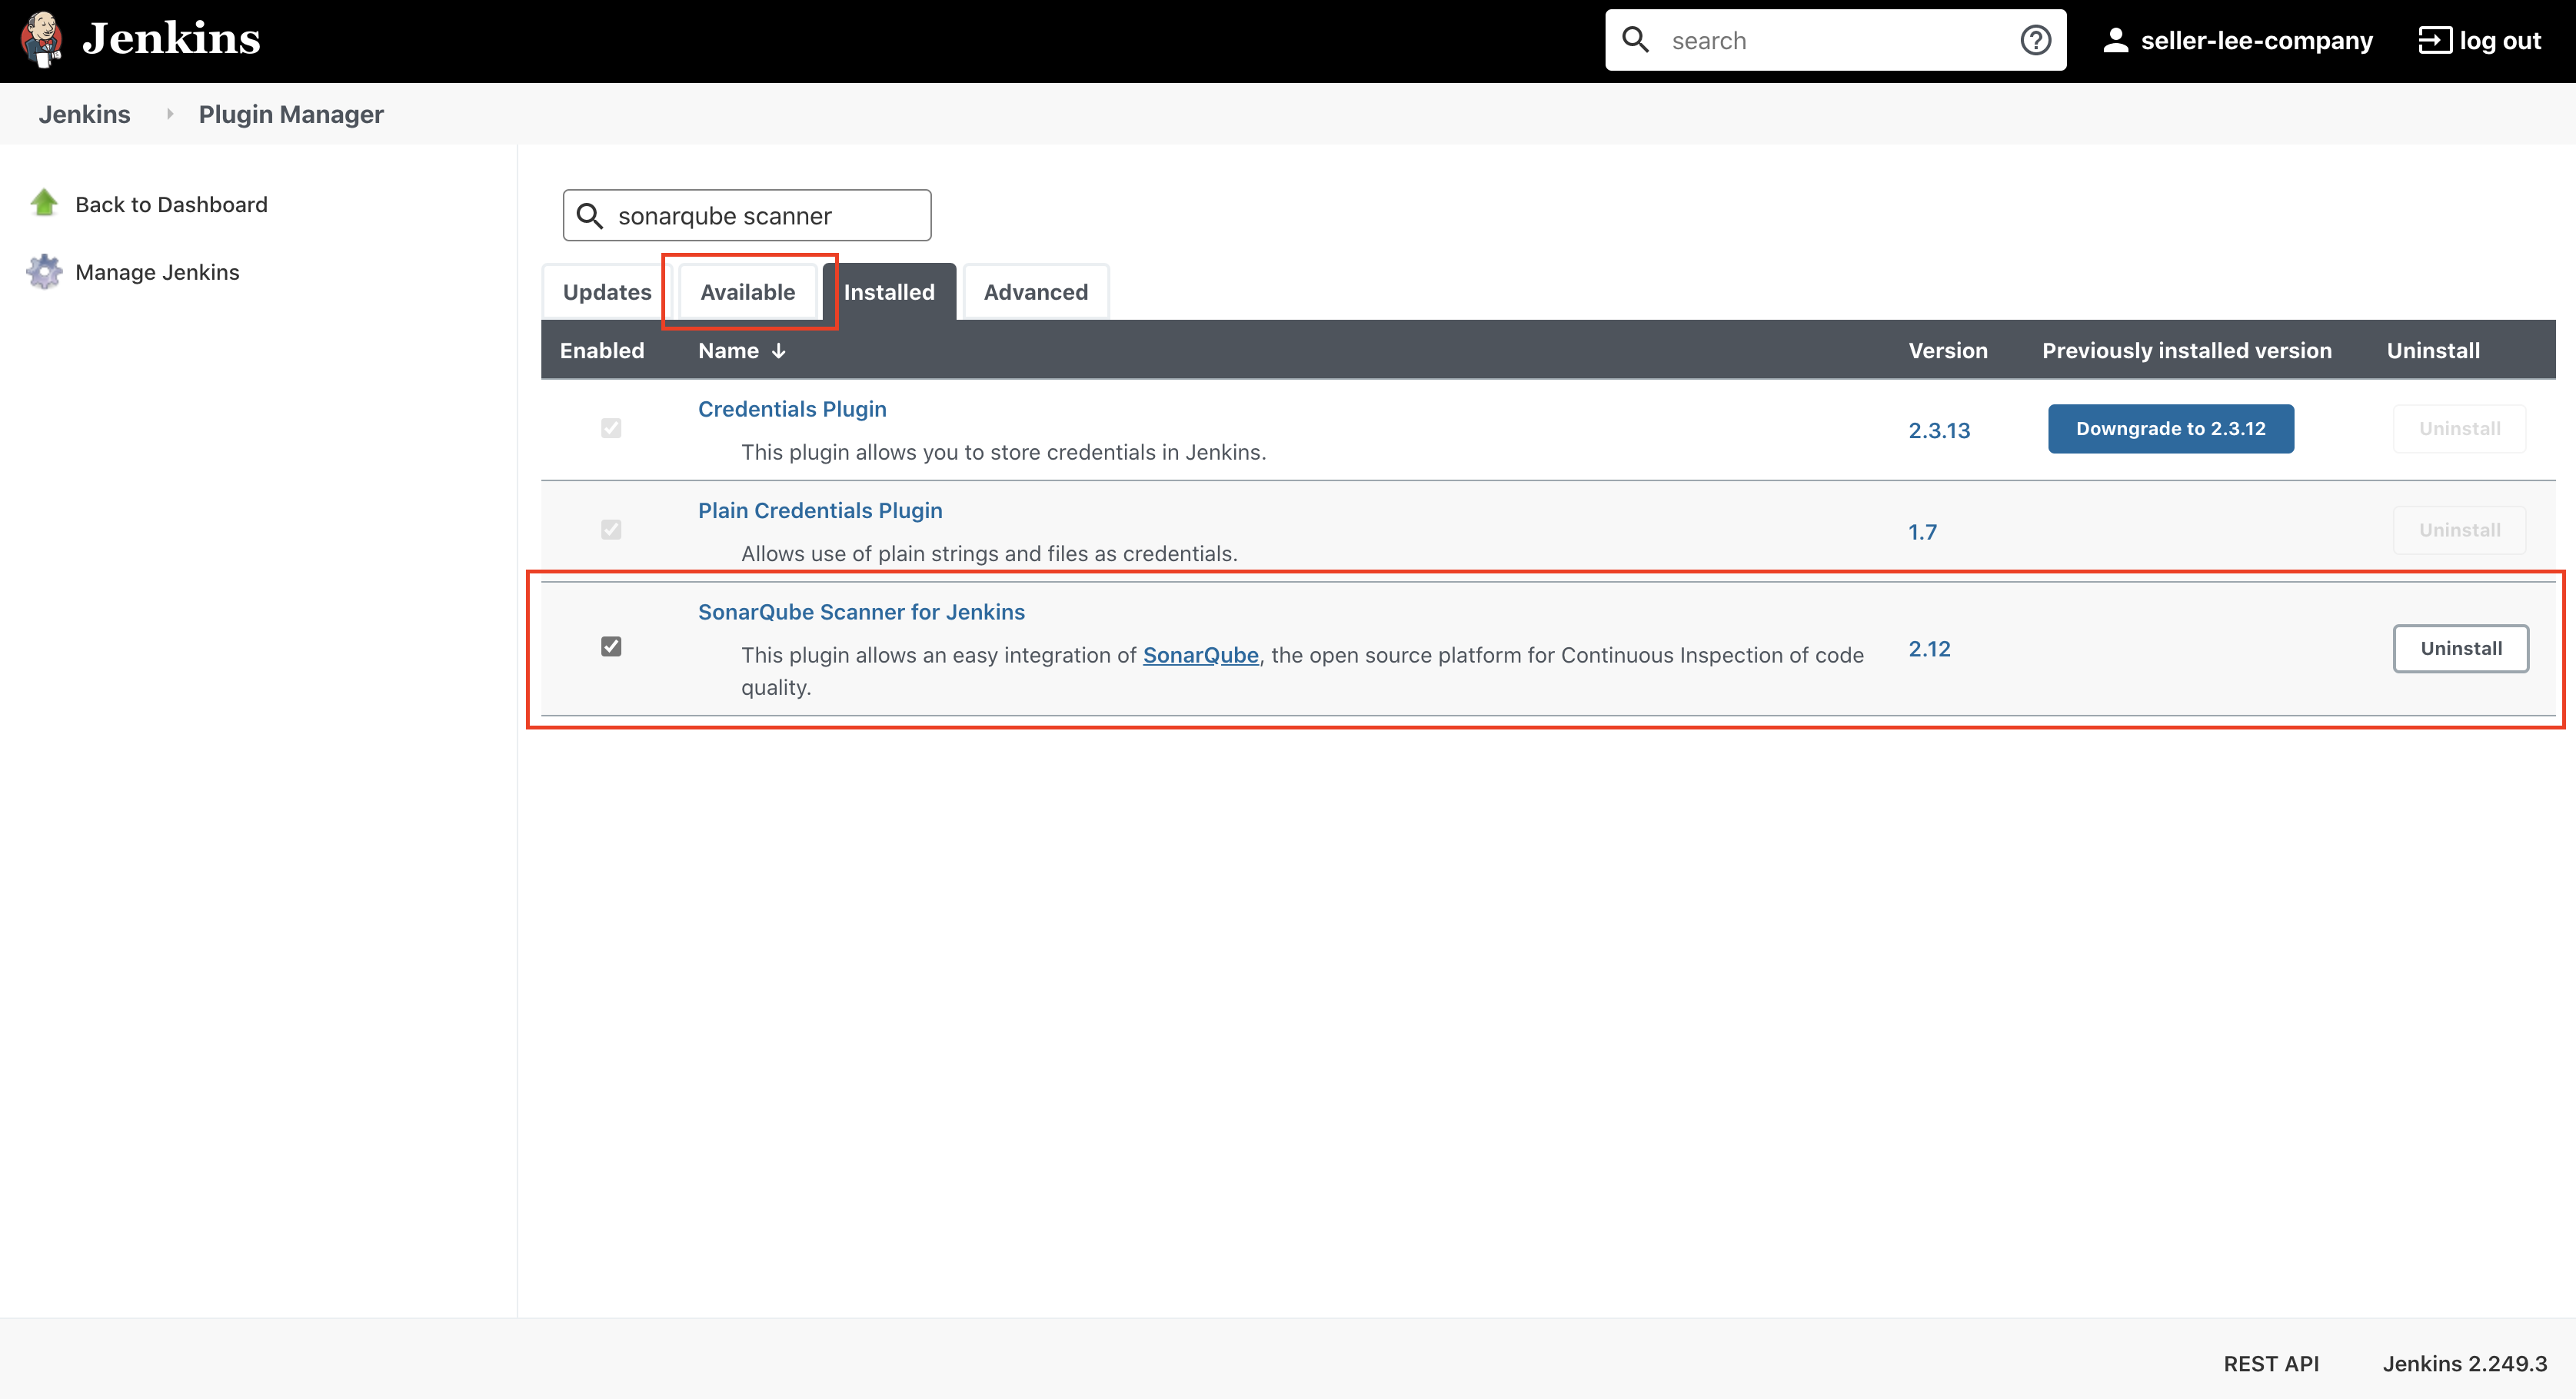 Jenkins
search
seller-lee-company
log out
Jenkins
Plugin Manager
Back to Dashboard
Manage Jenkins
sonarqube scanner
Updates
Available
Installed
Advanced
Enabled
Name ↓
Version
Previously installed version
Uninstall
Credentials Plugin
This plugin allows you to store credentials in Jenkins.
2.3.13
Downgrade to 2.3.12
Uninstall
Plain Credentials Plugin
Allows use of plain strings and files as credentials.
1.7
Uninstall
SonarQube Scanner for Jenkins
This plugin allows an easy integration of SonarQube, the open source platform for Continuous Inspection of code
quality.
2.12
Uninstall
REST API
Jenkins 2.249.3